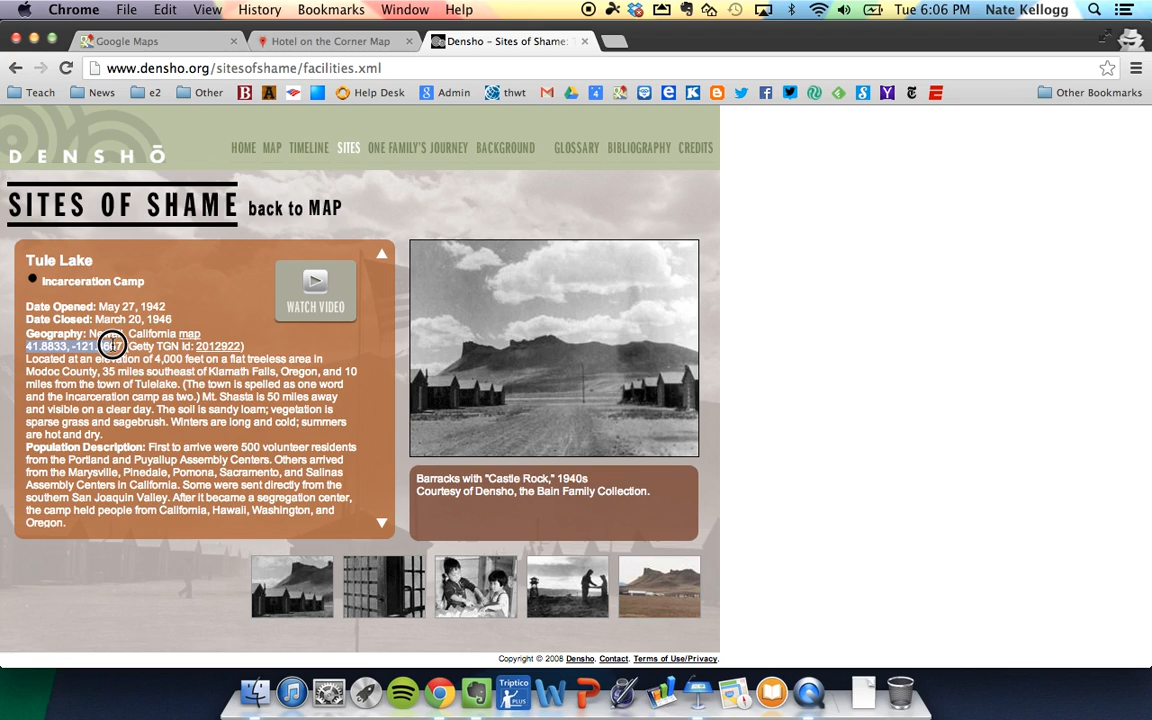 Chrome File Edit View History Bookmarks Window Help Tue 6:06 PM Nate Kellogg
Google Maps Hotel on the Corner Map Densho – Sites of Shame:
www.densho.org/sitesofshame/facilities.xml
Teach News e2 Other Help Desk Admin thwt Other Bookmarks
DENSHŌ HOME MAP TIMELINE SITES ONE FAMILY'S JOURNEY BACKGROUND GLOSSARY BIBLIOGRAPHY CREDITS
SITES OF SHAME back to MAP
Tule Lake
Incarceration Camp
WATCH VIDEO
Date Opened: May 27, 1942
Date Closed: March 20, 1946
Geography: California map
41.8833, Getty TGN Id: 2012922)
Located at an elevation of 4,000 feet on a flat treeless area in
Modoc County, 35 miles southeast of Klamath Falls, Oregon, and 10
miles from the town of Tulelake. (The town is spelled as one word
and the incarceration camp as two.) Mt. Shasta is 50 miles away
and visible on a clear day. The soil is sandy loam; vegetation is
sparse grass and sagebrush. Winters are long and cold; summers
are hot and dry.
Population Description: First to arrive were 500 volunteer residents
from the Portland and Puyallup Assembly Centers. Others arrived
from the Marysville, Pinedale, Pomona, Sacramento, and Salinas
Assembly Centers in California. Some were sent directly from the
southern San Joaquin Valley. After it became a segregation center,
the camp held people from California, Hawaii, Washington, and
Oregon.
Barracks with "Castle Rock," 1940s
Courtesy of Densho, the Bain Family Collection.
Copyright © 2008 Densho. Contact. Terms of Use/Privacy.
Triptico
PLUS